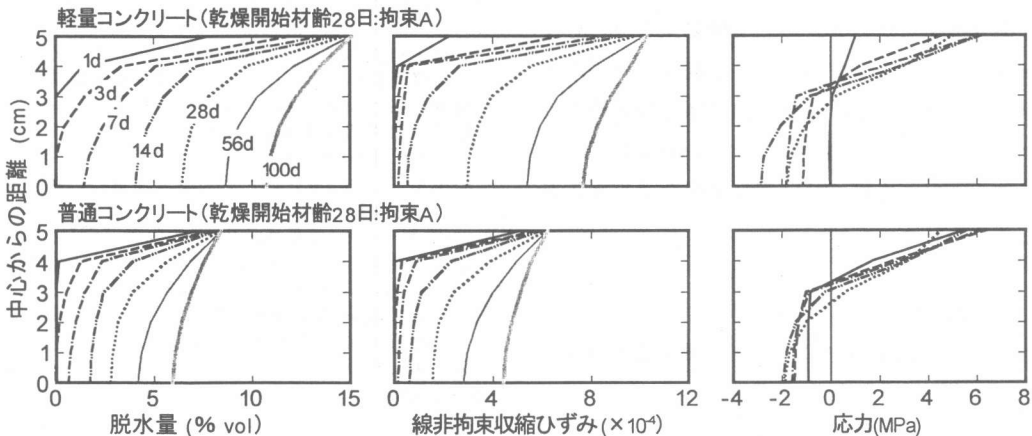 軽量コンクリート(乾燥開始材齢28日:拘束A)
5
4
3
2
1
0
1d
3d
7d
14d
28d
56d
100d
普通コンクリート(乾燥開始材齢28日:拘束A)
5
4
3
2
1
0
中心からの距離 (cm)
0 5 10 15
脱水量 (% vol)
0 4 8 12
線非拘束収縮ひずみ(×10⁻⁴)
-4 -2 0 2 4 6 8
応力(MPa)